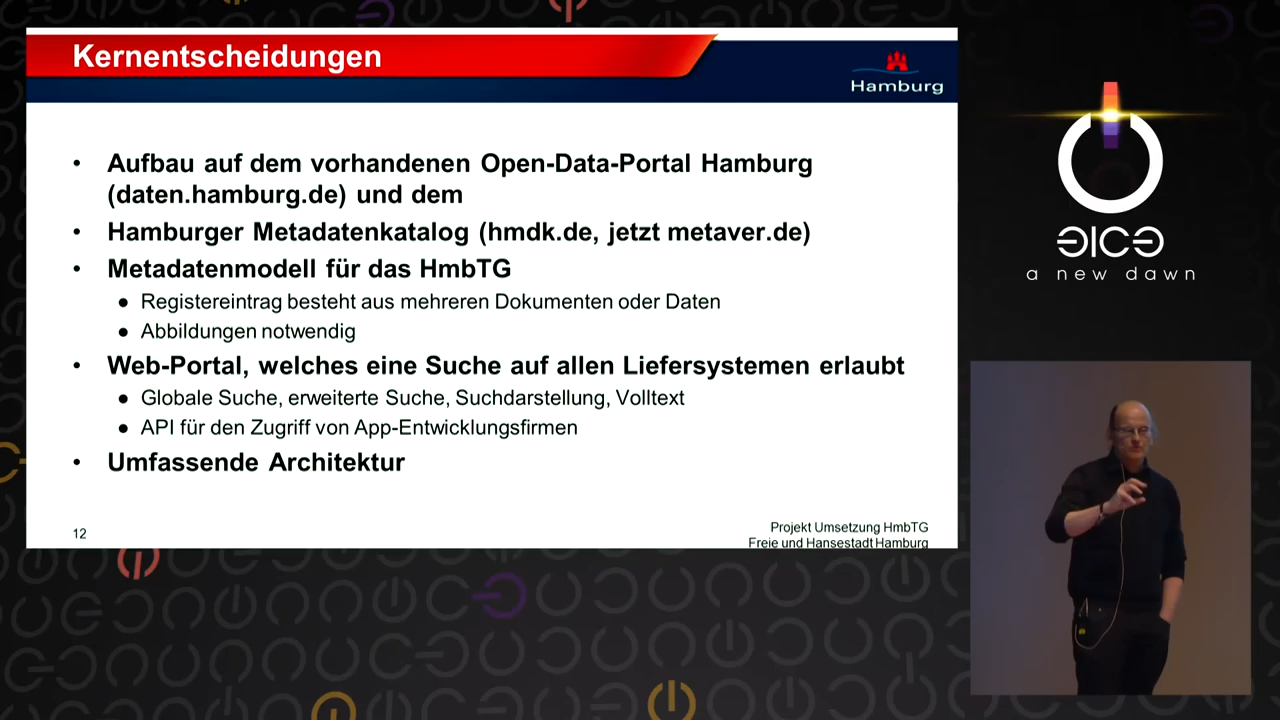 Kernentscheidungen
Hamburg
• Aufbau auf dem vorhandenen Open-Data-Portal Hamburg
(daten.hamburg.de) und dem
• Hamburger Metadatenkatalog (hmdk.de, jetzt metaver.de)
• Metadatenmodell für das HmbTG
● Registereintrag besteht aus mehreren Dokumenten oder Daten
● Abbildungen notwendig
• Web-Portal, welches eine Suche auf allen Liefersystemen erlaubt
● Globale Suche, erweiterte Suche, Suchdarstellung, Volltext
● API für den Zugriff von App-Entwicklungsfirmen
• Umfassende Architektur
12
Projekt Umsetzung HmbTG
Freie und Hansestadt Hamburg
a new dawn